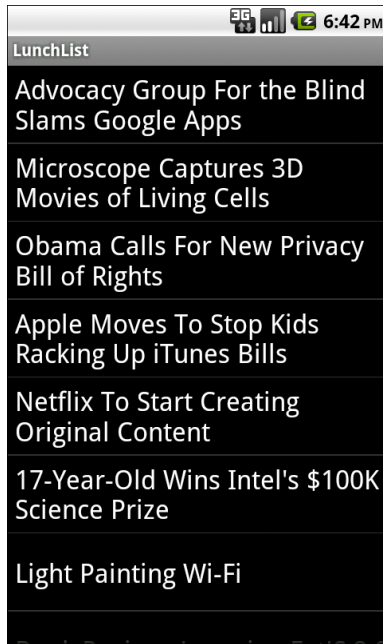 3G 6:42 PM
LunchList
Advocacy Group For the Blind
Slams Google Apps
Microscope Captures 3D
Movies of Living Cells
Obama Calls For New Privacy
Bill of Rights
Apple Moves To Stop Kids
Racking Up iTunes Bills
Netflix To Start Creating
Original Content
17-Year-Old Wins Intel's $100K
Science Prize
Light Painting Wi-Fi